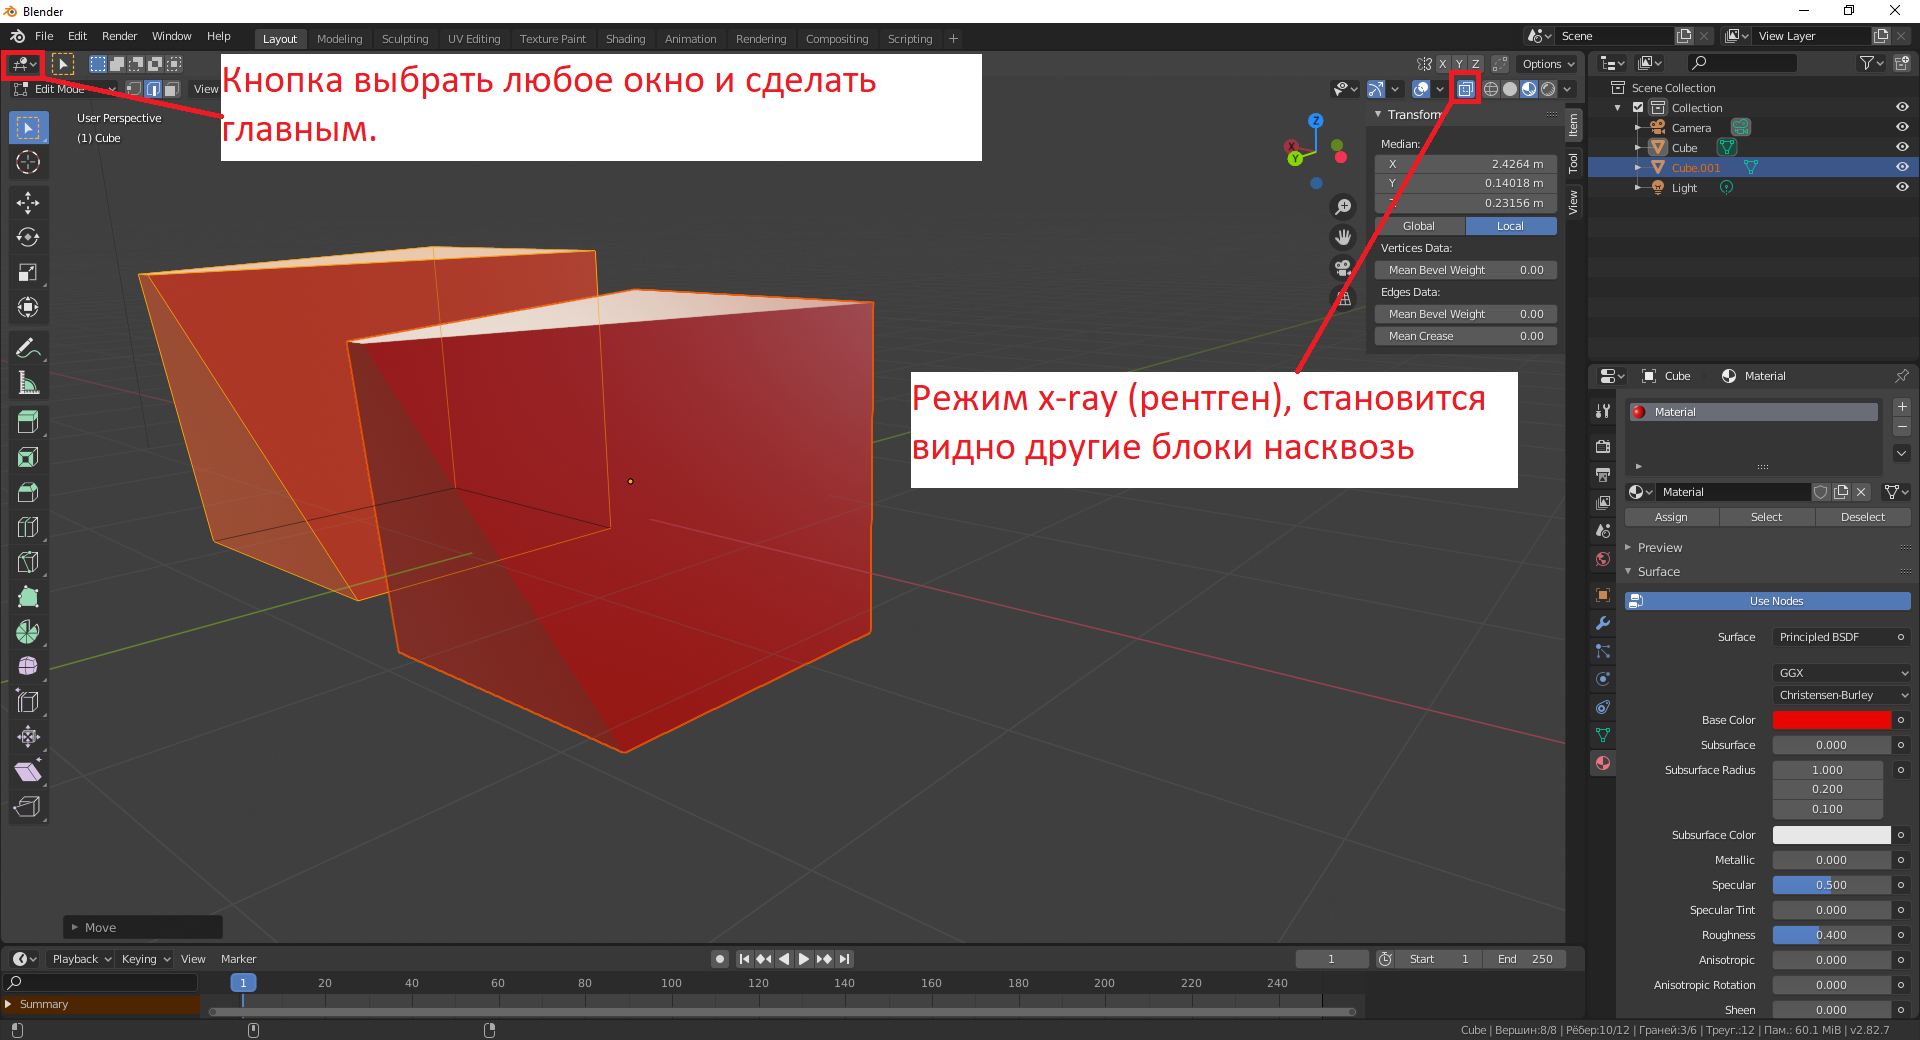 Blender
File Edit Render Window Help
Layout Modeling Sculpting UV Editing Texture Paint Shading Animation Rendering Compositing Scripting +
Scene
View Layer
Кнопка выбрать любое окно и сделать
главным.
X Y Z Options
Edit Mode
View
User Perspective
(1) Cube
Z
X
Y
Transform
Median:
X 2.4264 m
Y 0.14018 m
0.23156 m
Global Local
Vertices Data:
Mean Bevel Weight 0.00
Edges Data:
Mean Bevel Weight 0.00
Mean Crease 0.00
Item
Tool
View
Режим x-ray (рентген), становится
видно другие блоки насквозь
Scene Collection
Collection
Camera
Cube
Cube.001
Light
Cube Material
Material
Material
Assign Select Deselect
Preview
Surface
Use Nodes
Surface Principled BSDF
GGX
Christensen-Burley
Base Color
Subsurface 0.000
Subsurface Radius 1.000
0.200
0.100
Subsurface Color
Metallic 0.000
Specular 0.500
Specular Tint 0.000
Roughness 0.400
Anisotropic 0.000
Anisotropic Rotation 0.000
Sheen 0.000
Move
Playback Keying View Marker
1
Start 1 End 250
1 20 40 60 80 100 120 140 160 180 200 220 240
Summary
Cube | Вершин:8/8 | Рёбер:10/12 | Граней:3/6 | Треуг.:12 | Пам.: 60.1 MiB | v2.82.7